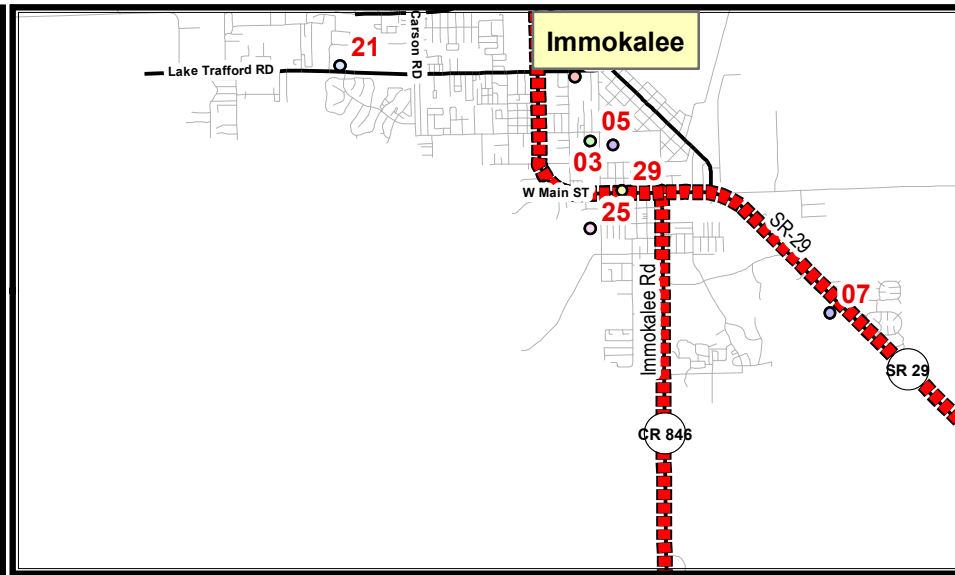 Immokalee
Carson RD
21
Lake Trafford RD
05
03
29
W Main ST
25
SR-29
Immokalee Rd
07
SR 29
CR 846